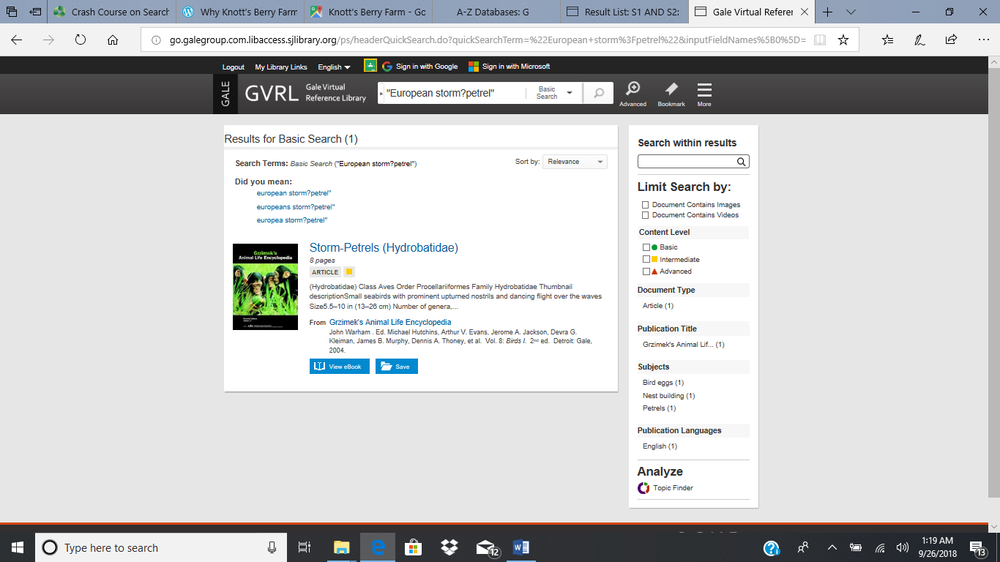 Crash Course on Search
Why Knott's Berry Farm
Knott's Berry Farm - Go
A-Z Databases: G
Result List: S1 AND S2:
Gale Virtual Referer
go.galegroup.com.libaccess.sjlibrary.org/ps/headerQuickSearch.do?quickSearchTerm=%22European+storm%3Fpetrel%22&inputFieldNames%5B0%5D=
Logout My Library Links English Sign in with Google Sign in with Microsoft
GALE
GVRL
Gale Virtual
Reference Library
"European storm?petrel"
Basic
Search
Advanced
Bookmark
More
Results for Basic Search (1)
Search Terms: Basic Search ("European storm?petrel")
Sort by: Relevance
Did you mean:
european storm?petrel"
europeans storm?petrel"
europea storm?petrel"
Grzimek's
Animal Life Encyclopedia
Storm-Petrels (Hydrobatidae)
8 pages
ARTICLE
(Hydrobatidae) Class Aves Order Procellariiformes Family Hydrobatidae Thumbnail
descriptionSmall seabirds with prominent upturned nostrils and dancing flight over the waves
Size5.5–10 in (13–26 cm) Number of genera,...
From Grzimek's Animal Life Encyclopedia
John Warham . Ed. Michael Hutchins, Arthur V. Evans, Jerome A. Jackson, Devra G.
Kleiman, James B. Murphy, Dennis A. Thoney, et al. Vol. 8: Birds I. 2nd ed. Detroit: Gale,
2004.
View eBook
Save
Search within results
Limit Search by:
Document Contains Images
Document Contains Videos
Content Level
Basic
Intermediate
Advanced
Document Type
Article (1)
Publication Title
Grzimek's Animal Lif... (1)
Subjects
Bird eggs (1)
Nest building (1)
Petrels (1)
Publication Languages
English (1)
Analyze
Topic Finder
Type here to search
12
1:19 AM
9/26/2018
13